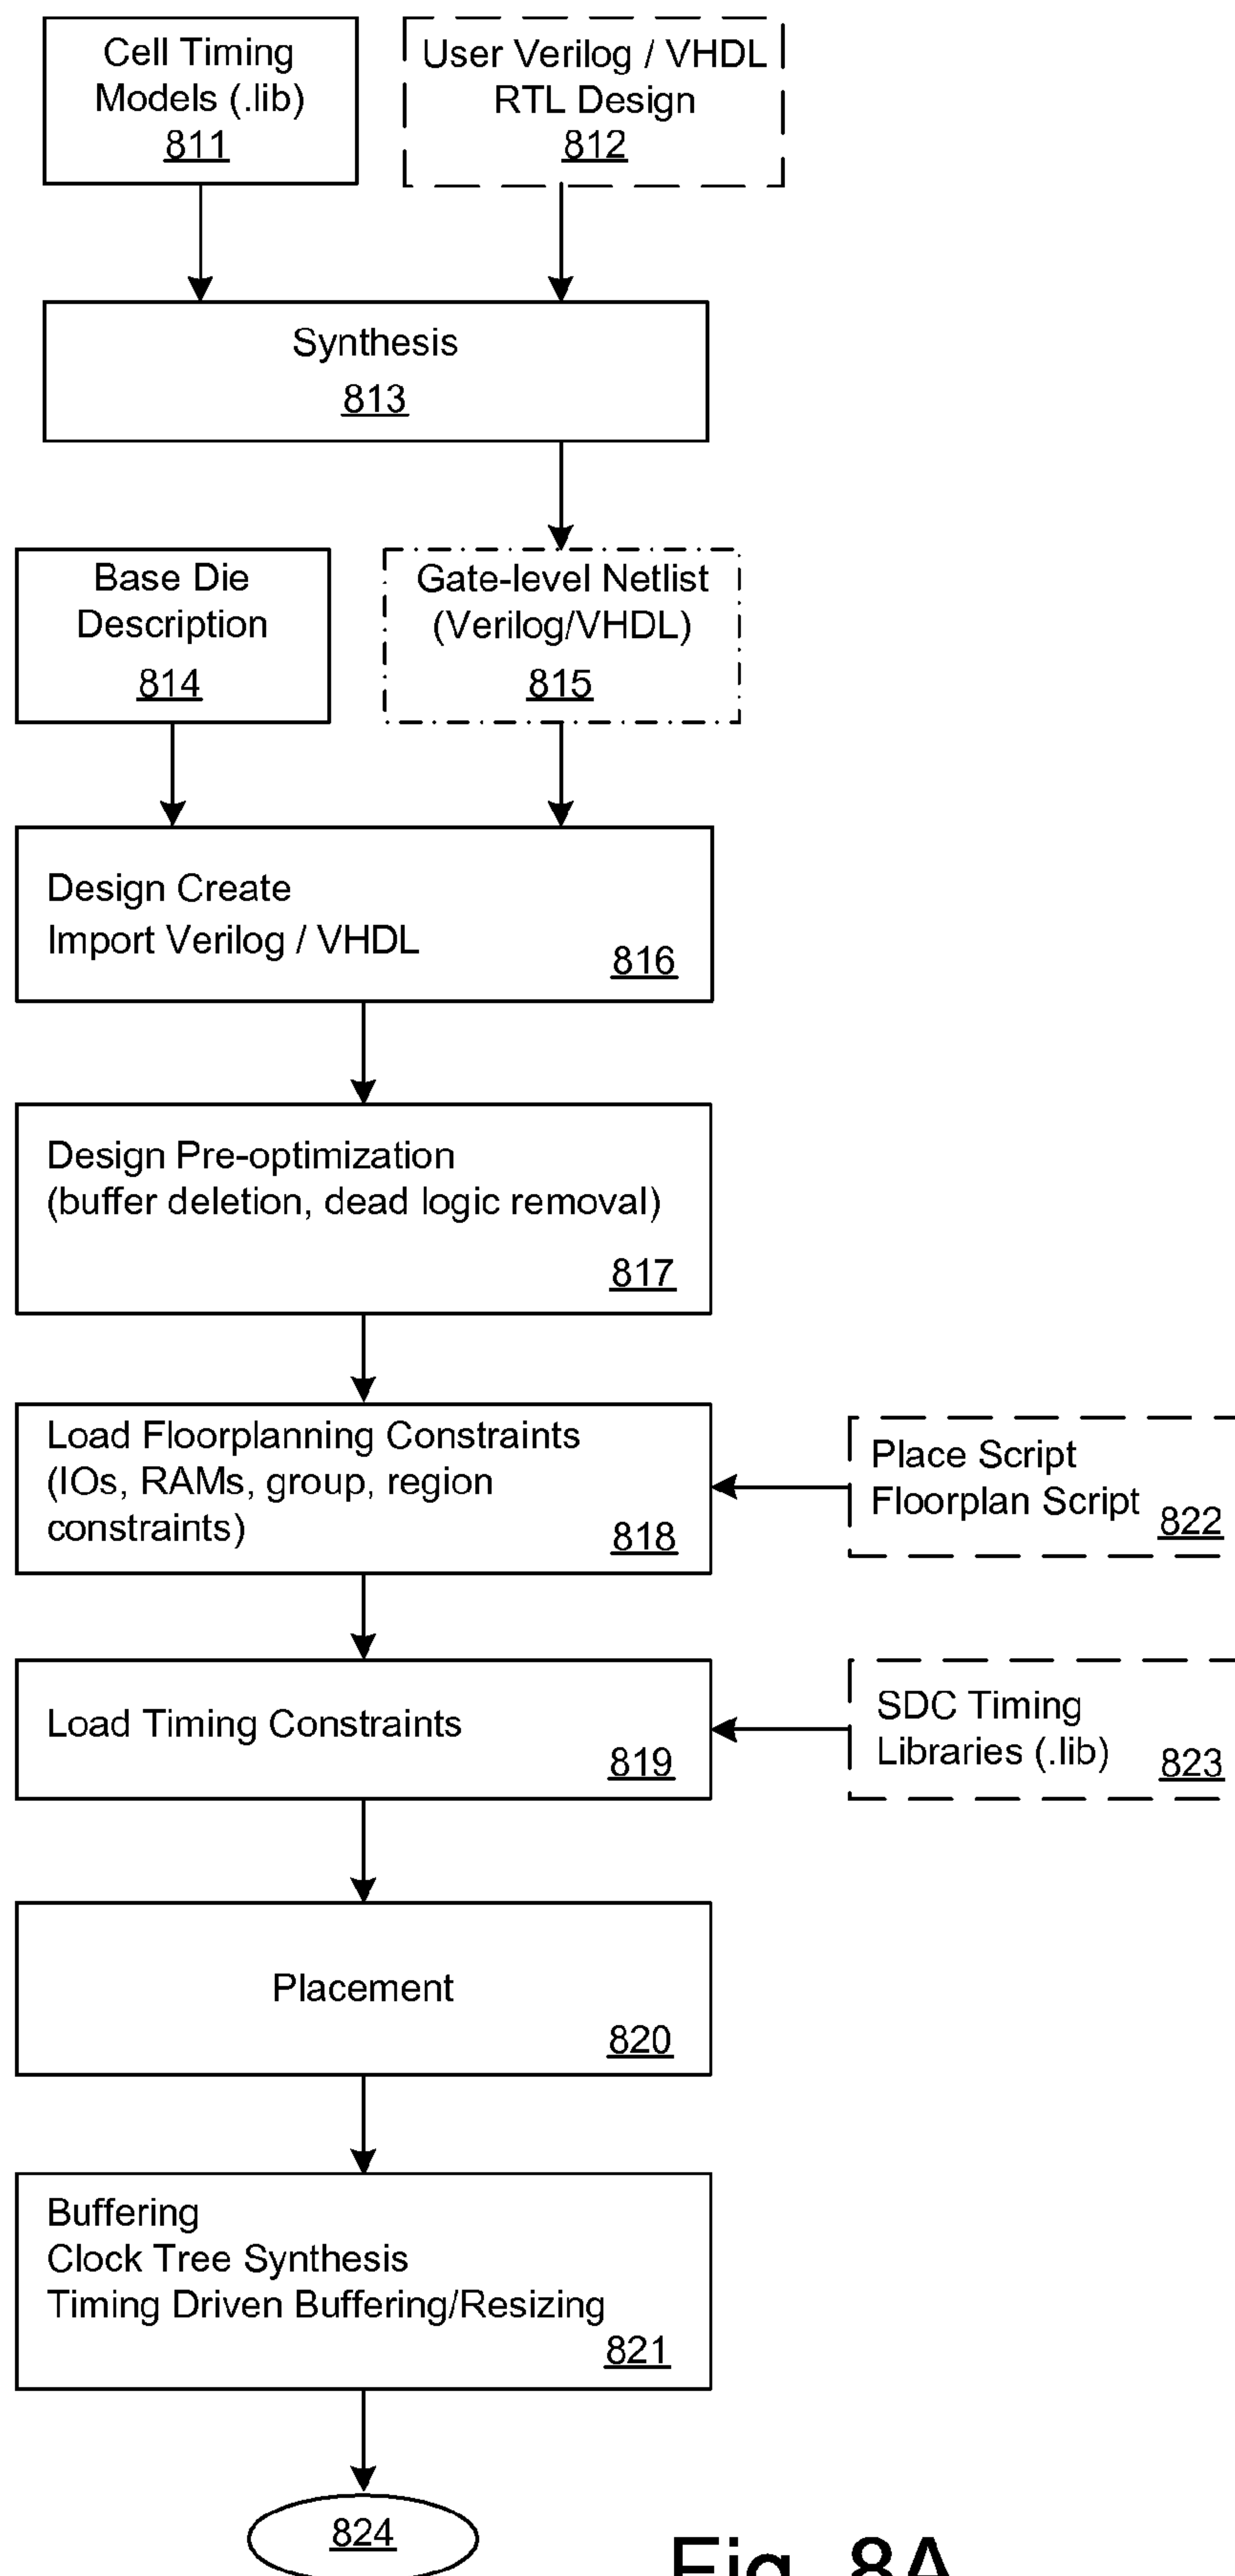 Cell Timing
Models (.lib)
811
User Verilog / VHDL
RTL Design
812
Synthesis
813
Base Die
Description
814
Gate-level Netlist
(Verilog/VHDL)
815
Design Create
Import Verilog / VHDL
816
Design Pre-optimization
(buffer deletion, dead logic removal)
817
Load Floorplanning Constraints
(IOs, RAMs, group, region
constraints)
818
Place Script
Floorplan Script
822
Load Timing Constraints
819
SDC Timing
Libraries (.lib)
823
Placement
820
Buffering
Clock Tree Synthesis
Timing Driven Buffering/Resizing
821
824
Fig. 8A